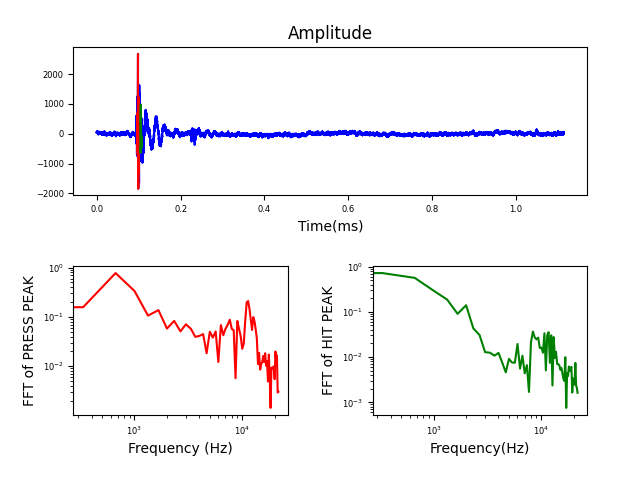 Amplitude
2000
1000
0
−1000
−2000
0.0 0.2 0.4 0.6 0.8 1.0
Time(ms)
FFT of PRESS PEAK
10⁰
10⁻¹
10⁻²
10³ 10⁴
Frequency (Hz)
FFT of HIT PEAK
10⁰
10⁻¹
10⁻²
10⁻³
10³ 10⁴
Frequency(Hz)